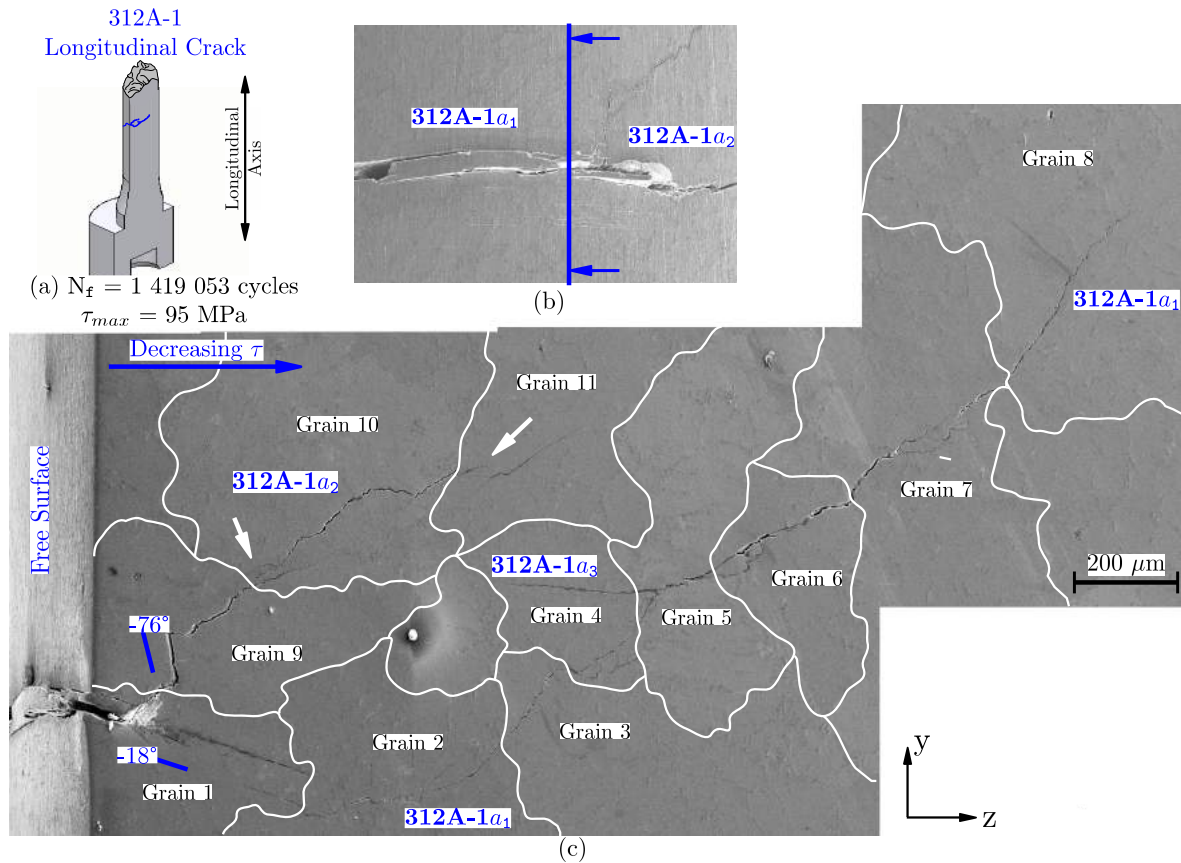 312A-1
Longitudinal Crack
Longitudinal
Axis
(a) N_f = 1 419 053 cycles
τ_max = 95 MPa
312A-1a₁
312A-1a₂
(b)
Grain 8
312A-1a₁
Decreasing τ
Free Surface
Grain 11
Grain 10
312A-1a₂
Grain 7
312A-1a₃
Grain 6
200 μm
Grain 4
Grain 5
-76°
Grain 9
Grain 3
Grain 2
-18°
Grain 1
312A-1a₁
y
z
(c)